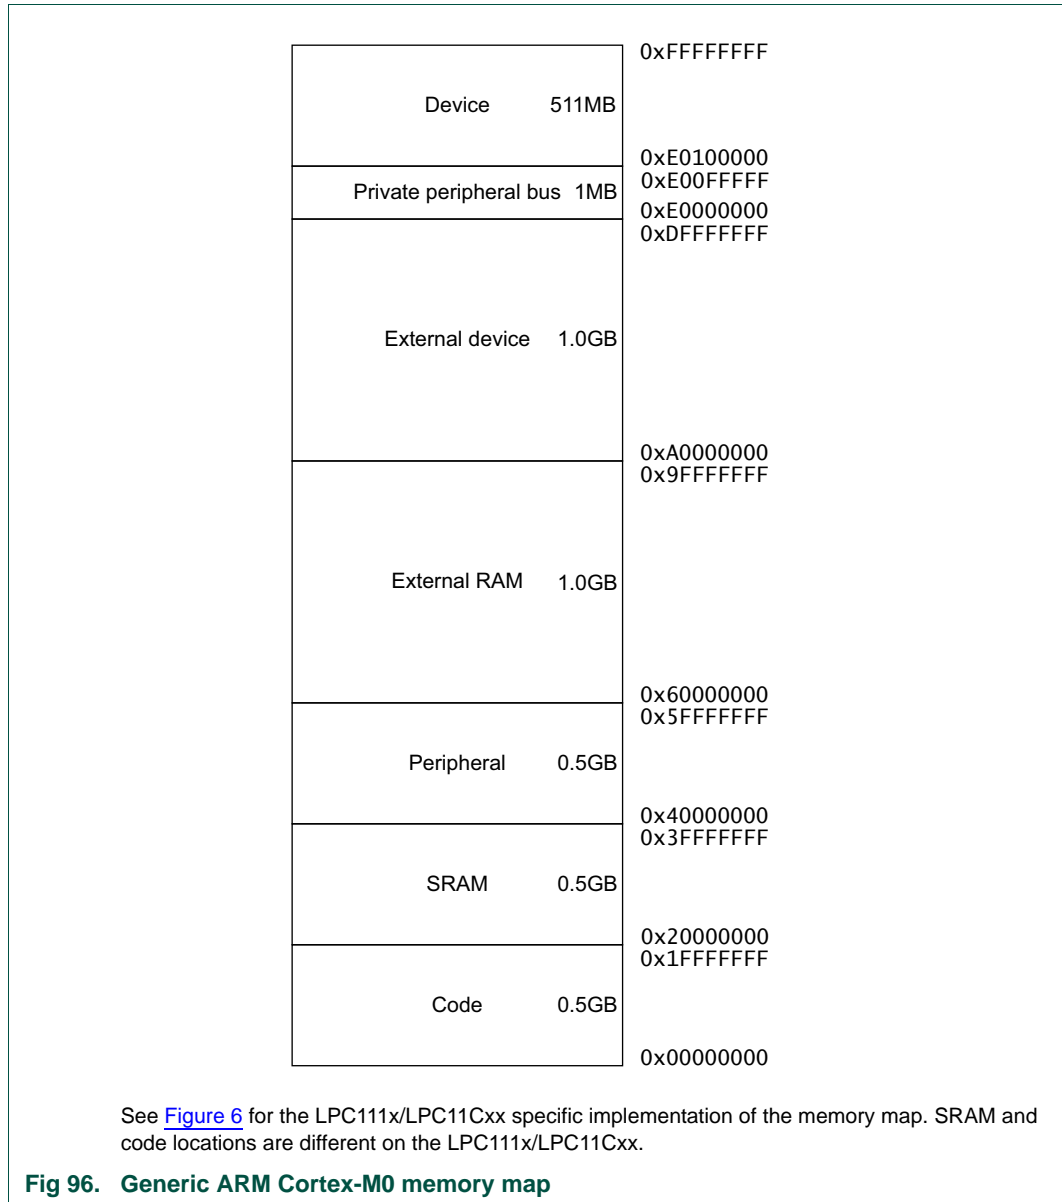 0xFFFFFFFF
Device 511MB
0xE0100000
0xE00FFFFF
Private peripheral bus 1MB
0xE0000000
0xDFFFFFFF
External device 1.0GB
0xA0000000
0x9FFFFFFF
External RAM 1.0GB
0x60000000
0x5FFFFFFF
Peripheral 0.5GB
0x40000000
0x3FFFFFFF
SRAM 0.5GB
0x20000000
0x1FFFFFFF
Code 0.5GB
0x00000000
See Figure 6 for the LPC111x/LPC11Cxx specific implementation of the memory map. SRAM and
code locations are different on the LPC111x/LPC11Cxx.
Fig 96. Generic ARM Cortex-M0 memory map